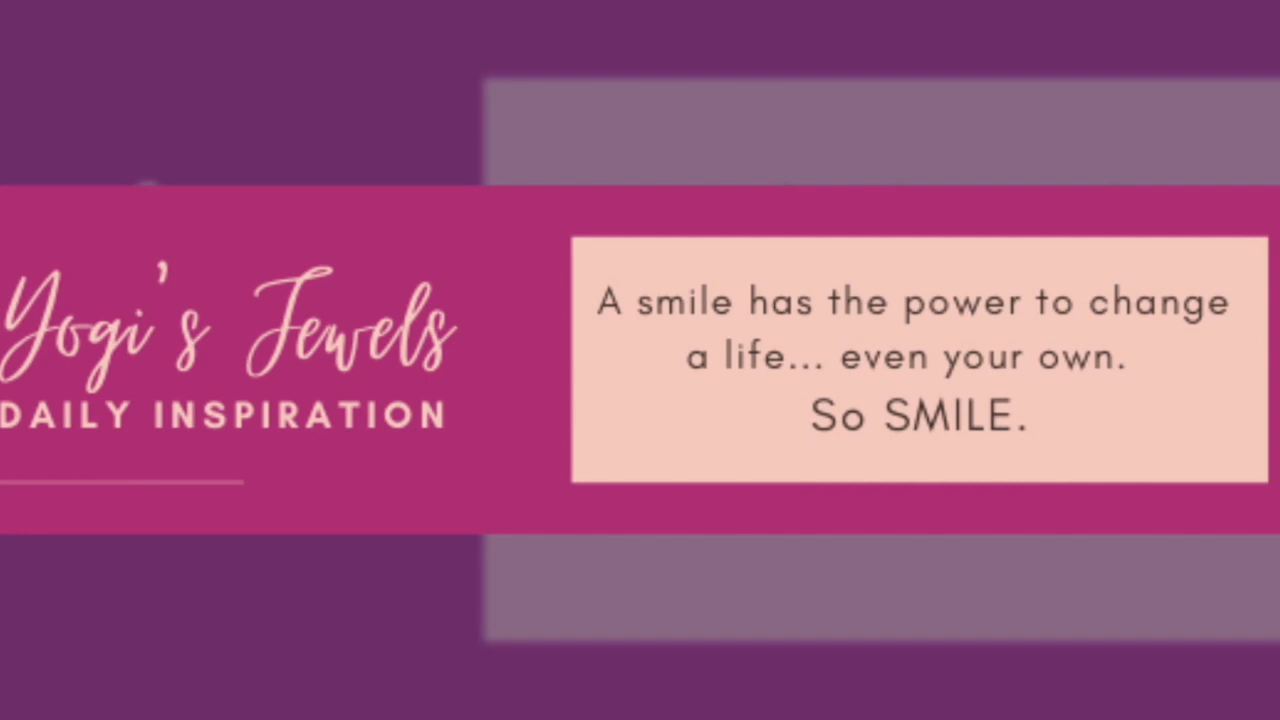 Yogi's Jewels
DAILY INSPIRATION
A smile has the power to change
a life... even your own.
So SMILE.